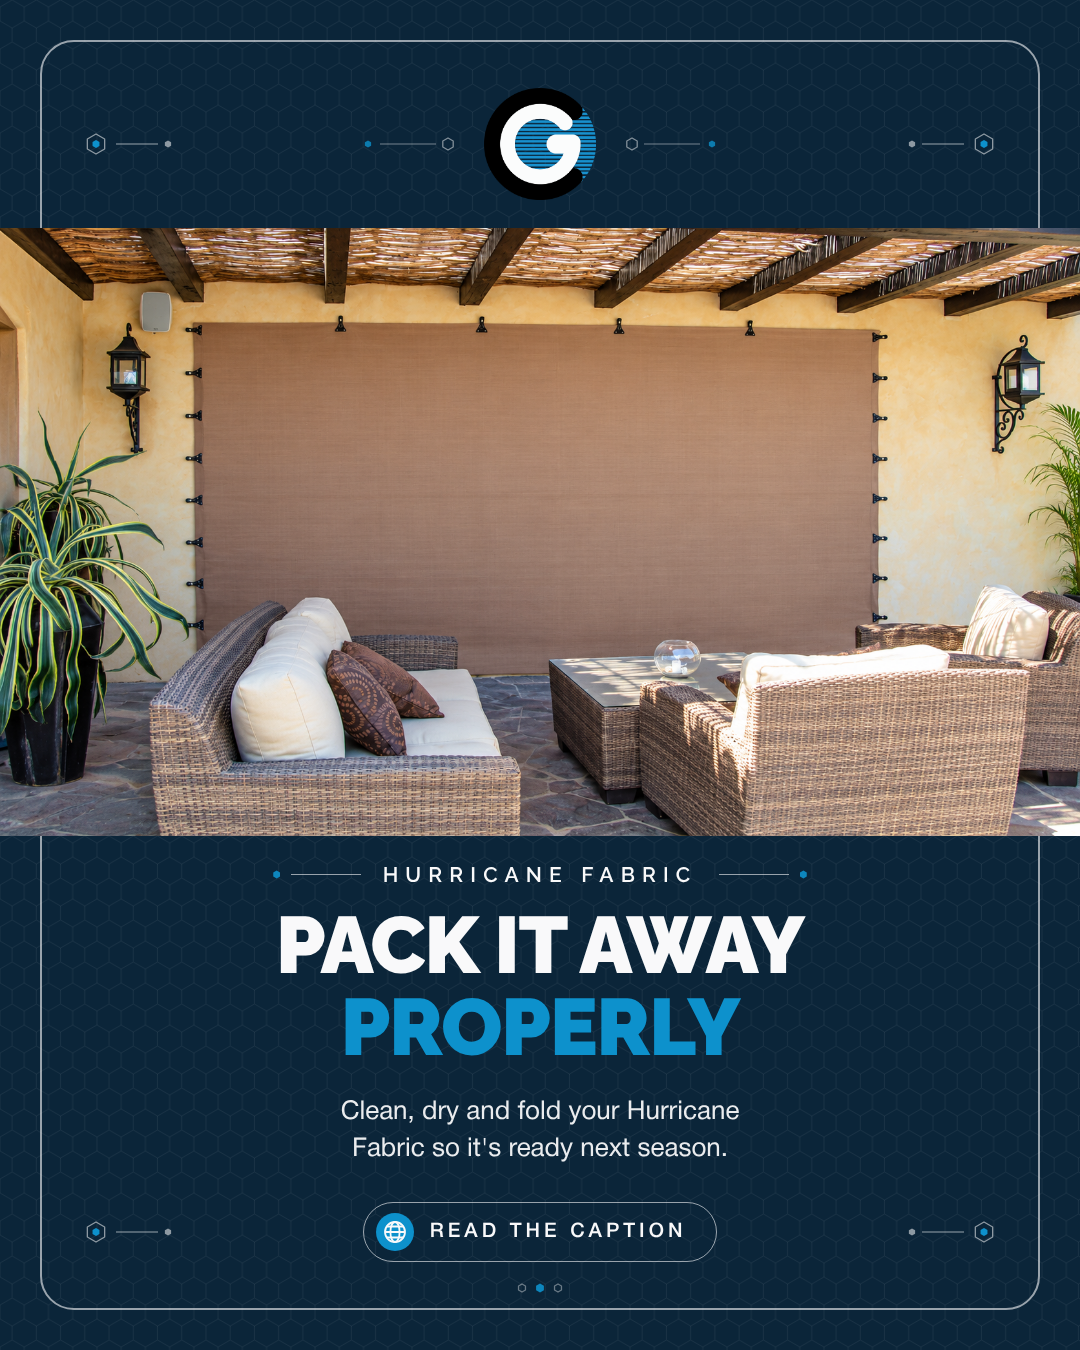 HURRICANE FABRIC
PACK IT AWAY
PROPERLY
Clean, dry and fold your Hurricane
Fabric so it's ready next season.
READ THE CAPTION